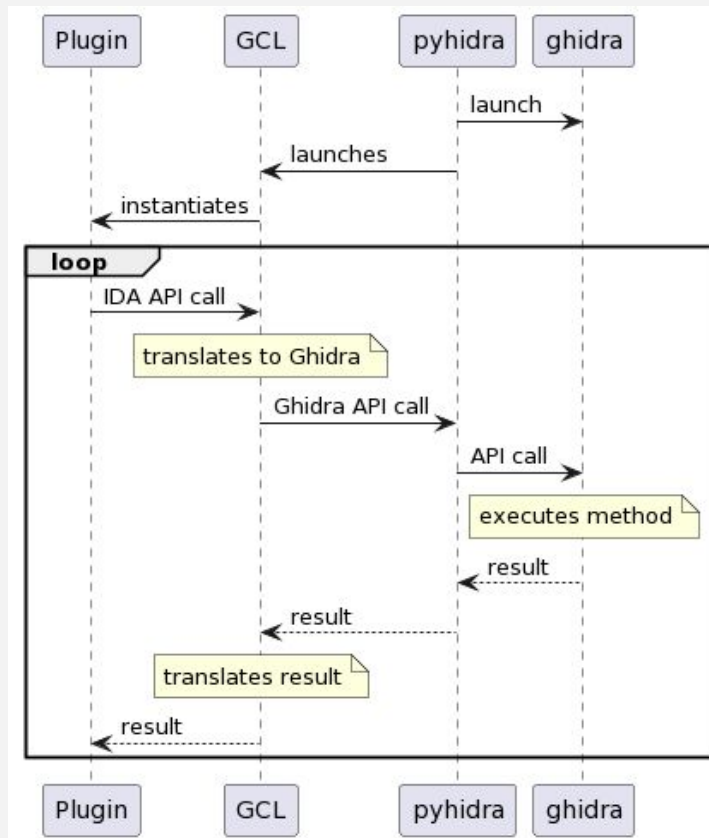 Plugin GCL pyhidra ghidra
launch
launches
instantiates
loop
IDA API call
translates to Ghidra
Ghidra API call
API call
executes method
result
result
translates result
result
Plugin GCL pyhidra ghidra